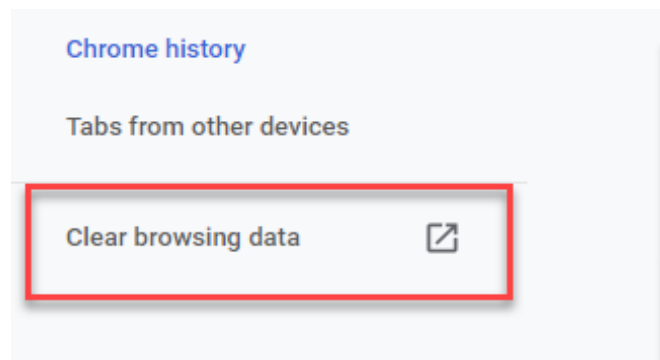 Chrome history
Tabs from other devices
Clear browsing data